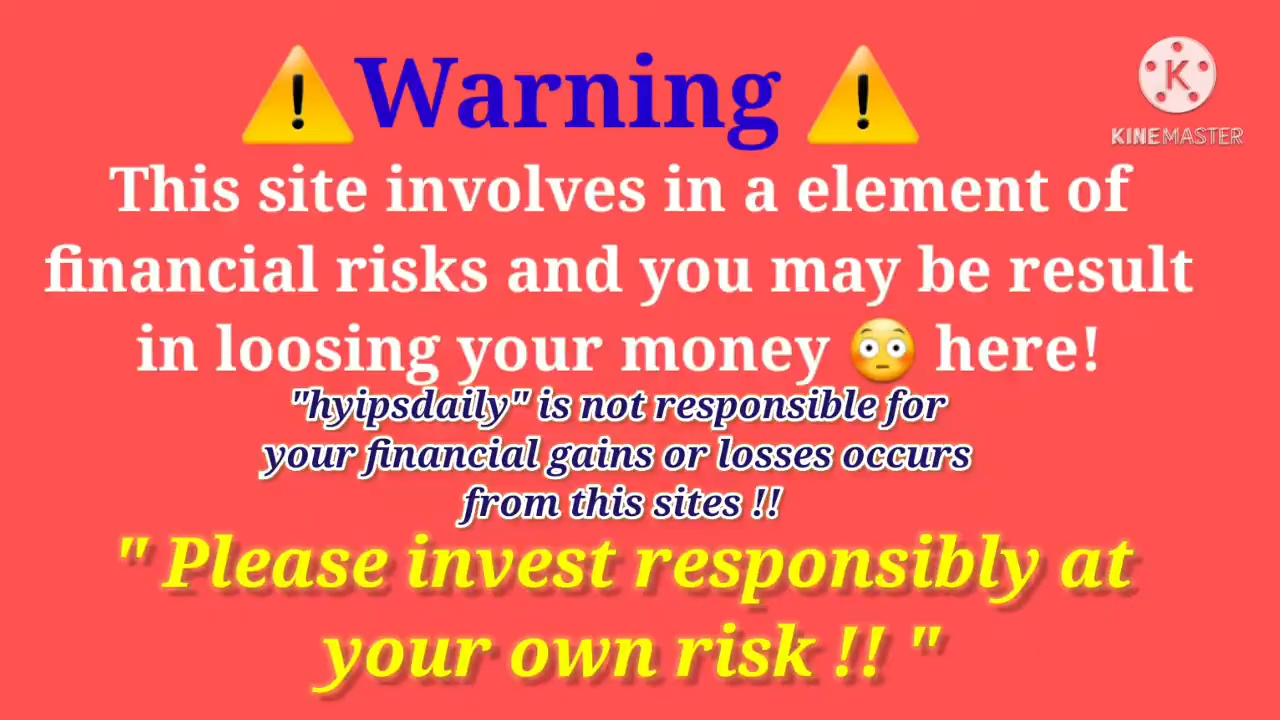 ⚠️Warning ⚠️
K
KINEMASTER
This site involves in a element of
financial risks and you may be result
in loosing your money 😳 here!
"hyipsdaily" is not responsible for
your financial gains or losses occurs
from this sites !!
" Please invest responsibly at
your own risk !! "